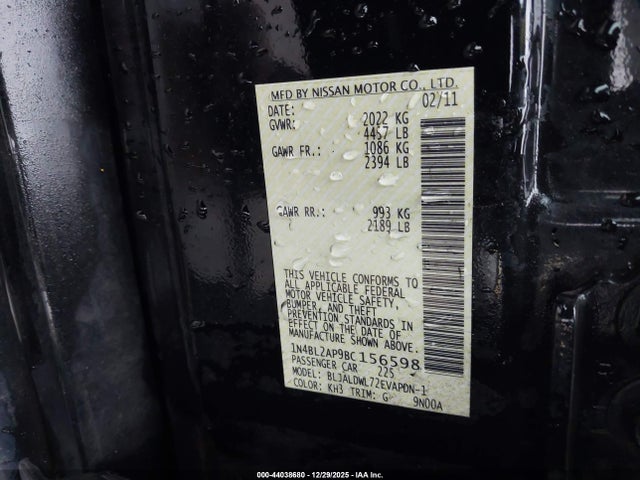 MFD BY NISSAN MOTOR CO., LTD.
DATE: 02/11
GVWR: 2022 KG
4457 LB
GAWR FR.: 1086 KG
2394 LB
GAWR RR.: 993 KG
2189 LB
THIS VEHICLE CONFORMS TO
ALL APPLICABLE FEDERAL
MOTOR VEHICLE SAFETY,
BUMPER, AND THEFT
PREVENTION STANDARDS IN
EFFECT ON THE DATE OF
MANUFACTURE SHOWN ABOVE.
1N4BL2AP9BC156598
PASSENGER CAR 225
MODEL: BLJALDWL72EVAPDN-1
COLOR: KH3 TRIM: G 9N00A
000-44038680 - 12/29/2025 - IAA Inc.